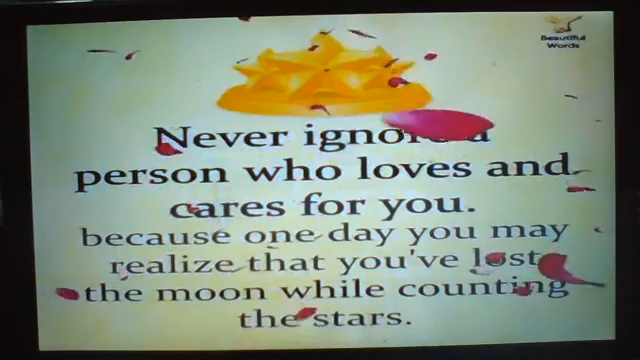 Beautiful
Words
Never ignore a
person who loves and
cares for you.
because one day you may
realize that you've lost
the moon while counting
the stars.